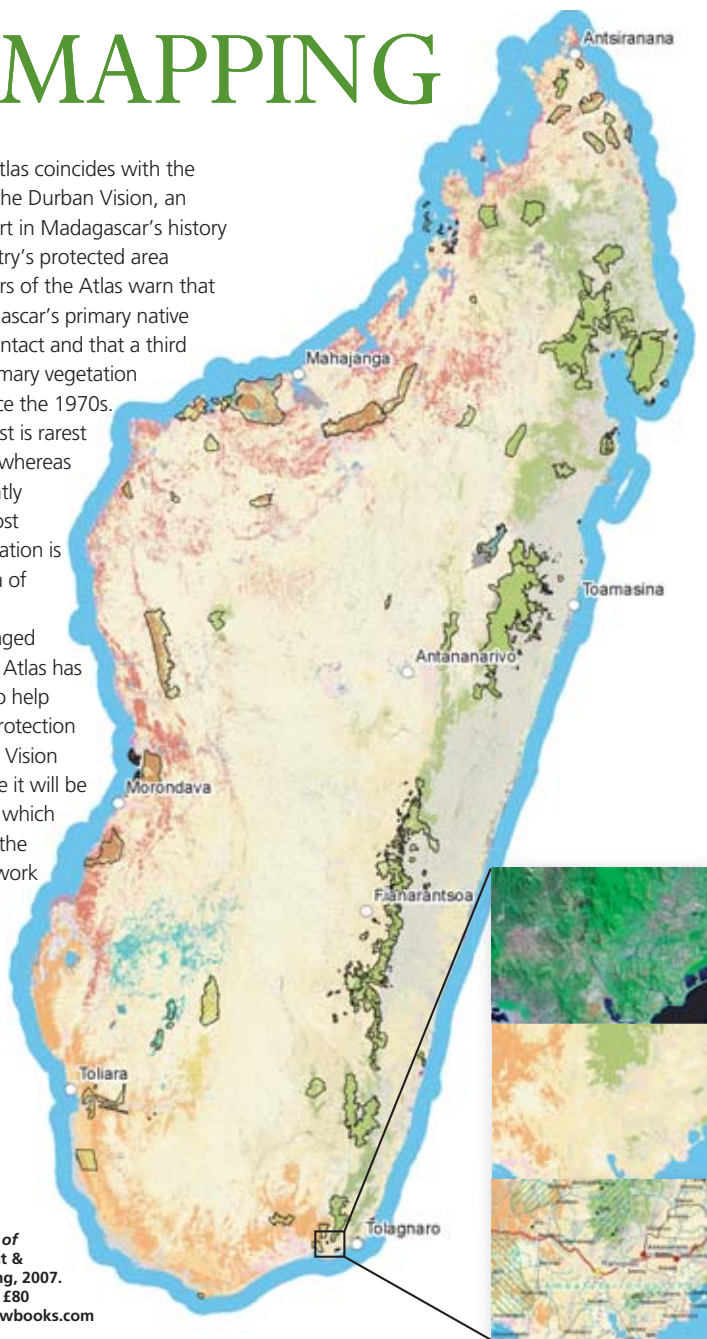 MAPPING
tlas coincides with the
he Durban Vision, an
rt in Madagascar's history
try's protected area
rs of the Atlas warn that
ascar's primary native
ntact and that a third
mary vegetation
ce the 1970s.
st is rarest
whereas
tly
ost
ation is
n of
ged
Atlas has
o help
rotection
Vision
e it will be
which
the
work
of
t &
ng, 2007.
£80
wbooks.com
Antsiranana
Mahajanga
Toamasina
Antananarivo
Morondava
Fianarantsoa
Toliara
Tolagnaro